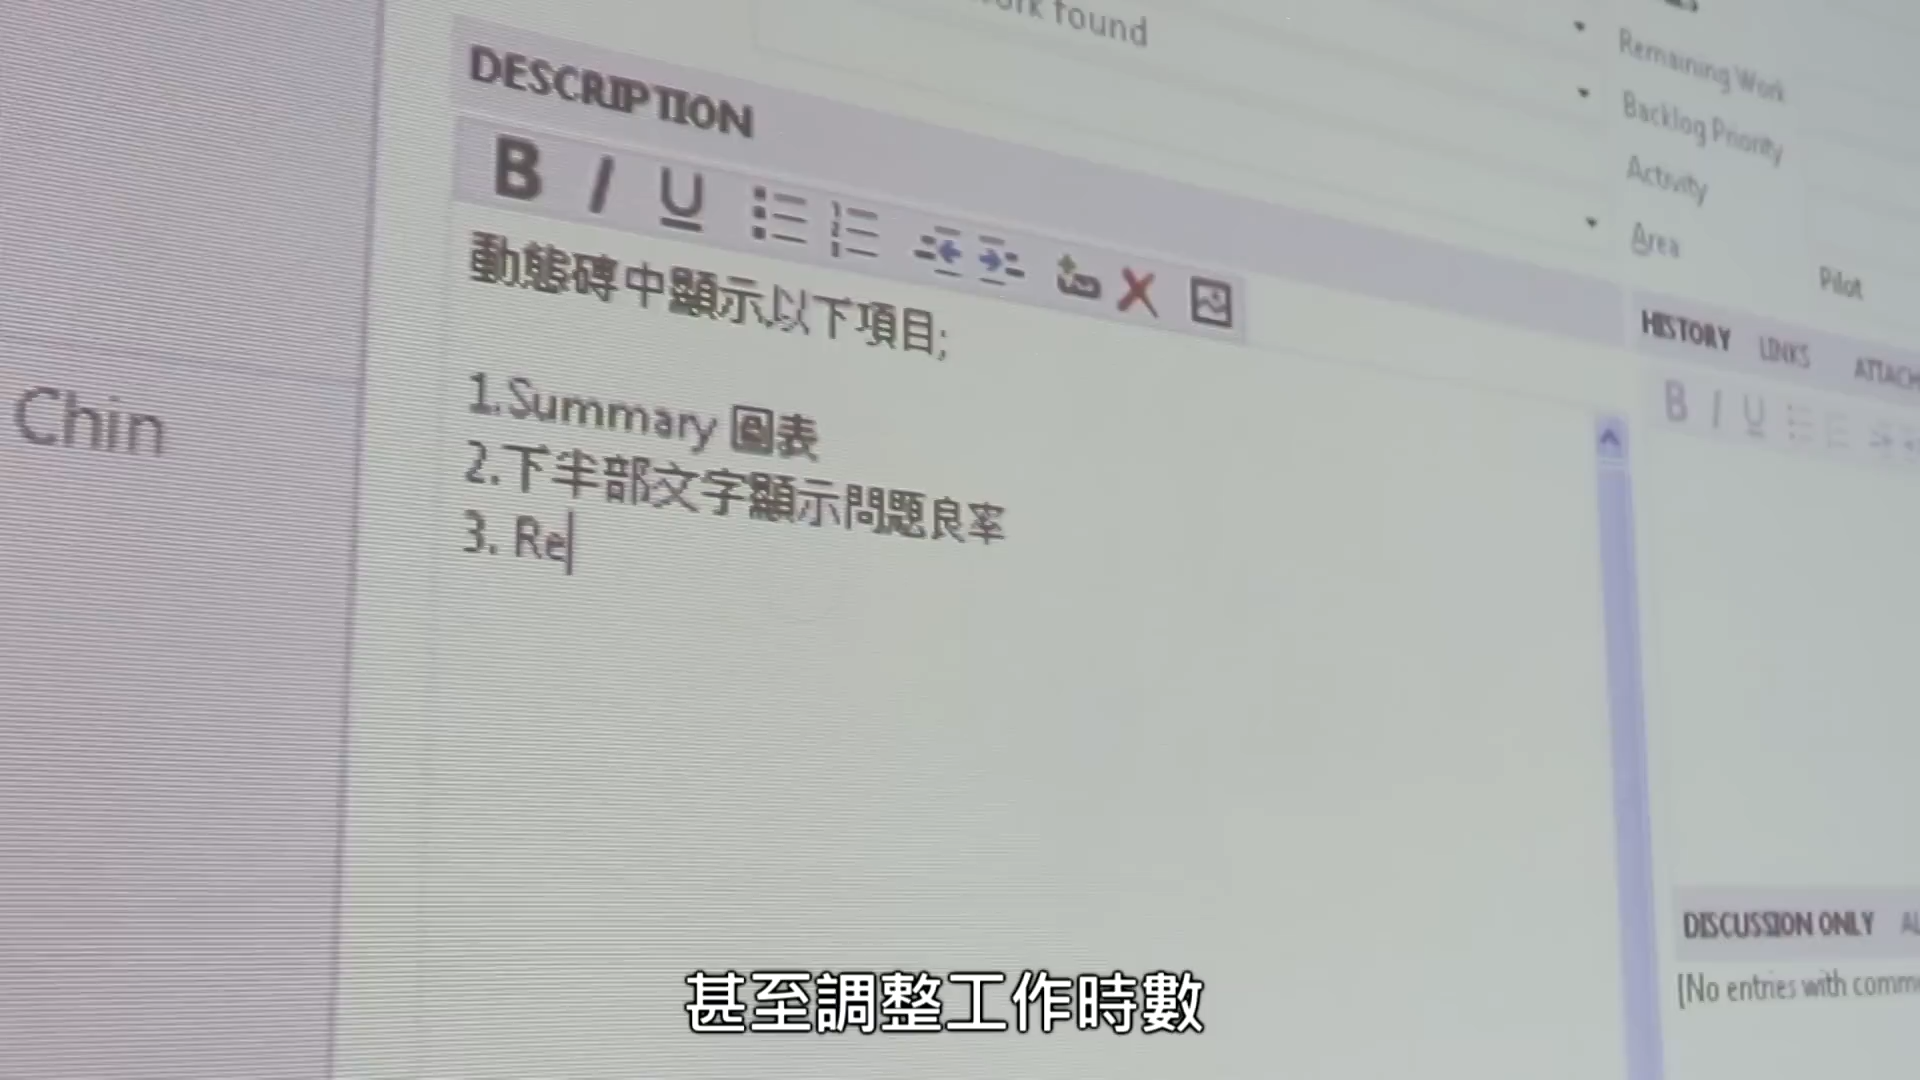 found
DESCRIPTION
B I U
動態磚中顯示以下項目;
1.Summary 圖表
2.下半部文字顯示問題良率
3. Re
Chin
Remaining Work
Backlog Priority
Activity
Area
Pilot
HISTORY LINKS ATTACH
B I U
DISCUSSION ONLY
[No entries with comme
甚至調整工作時數